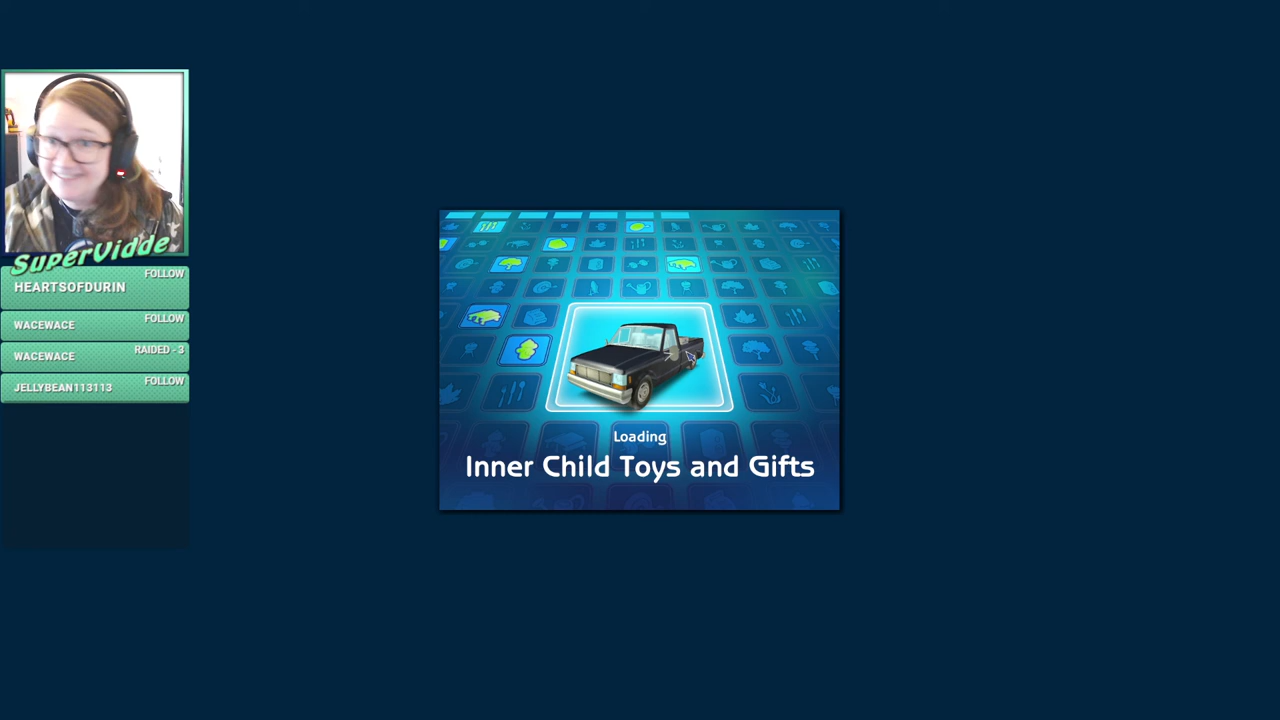 SuperVidde
FOLLOW
HEARTSOFDURIN
FOLLOW
WACEWACE
RAIDED - 3
WACEWACE
FOLLOW
JELLYBEAN113113
Loading
Inner Child Toys and Gifts